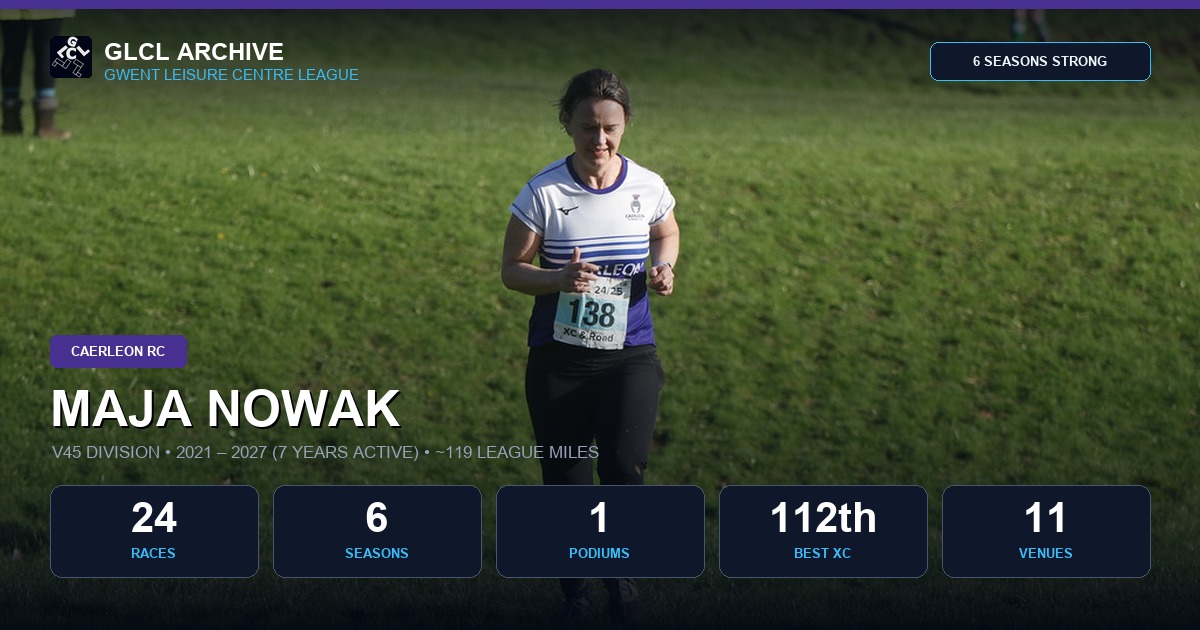 GLCL ARCHIVE
GWENT LEISURE CENTRE LEAGUE
6 SEASONS STRONG
CAERLEON
24/25
138
XC & Road
CAERLEON RC
MAJA NOWAK
V45 DIVISION • 2021 – 2027 (7 YEARS ACTIVE) • ~119 LEAGUE MILES
24
RACES
6
SEASONS
1
PODIUMS
112th
BEST XC
11
VENUES